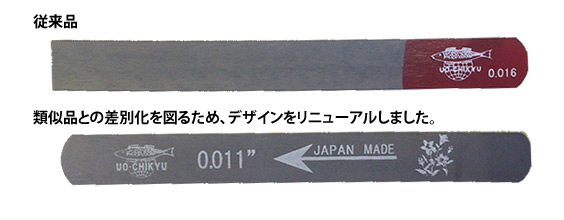 従来品
UO-CHIKYU
0.016
類似品との差別化を図るため、デザインをリニューアルしました。
UO-CHIKYU
0.011”
JAPAN MADE